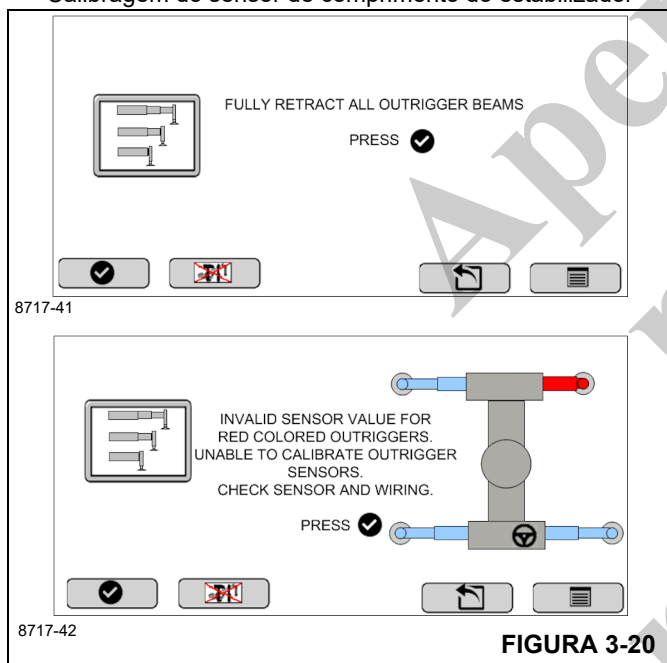 Calibragem do sensor de comprimento do estabilizador
FULLY RETRACT ALL OUTRIGGER BEAMS
PRESS
8717-41
INVALID SENSOR VALUE FOR
RED COLORED OUTRIGGERS.
UNABLE TO CALIBRATE OUTRIGGER
SENSORS.
CHECK SENSOR AND WIRING.
PRESS
8717-42
FIGURA 3-20